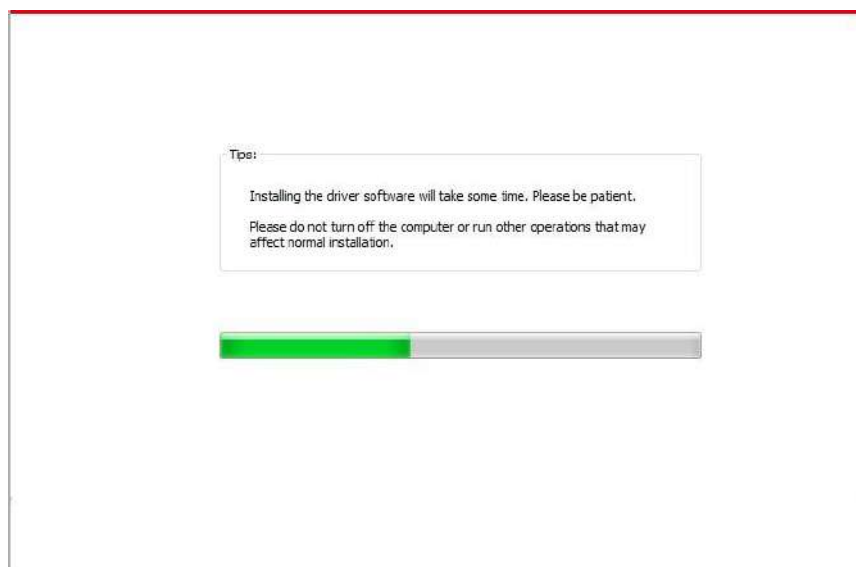 Tips:
Installing the driver software will take some time. Please be patient.
Please do not turn off the computer or run other operations that may
affect normal installation.